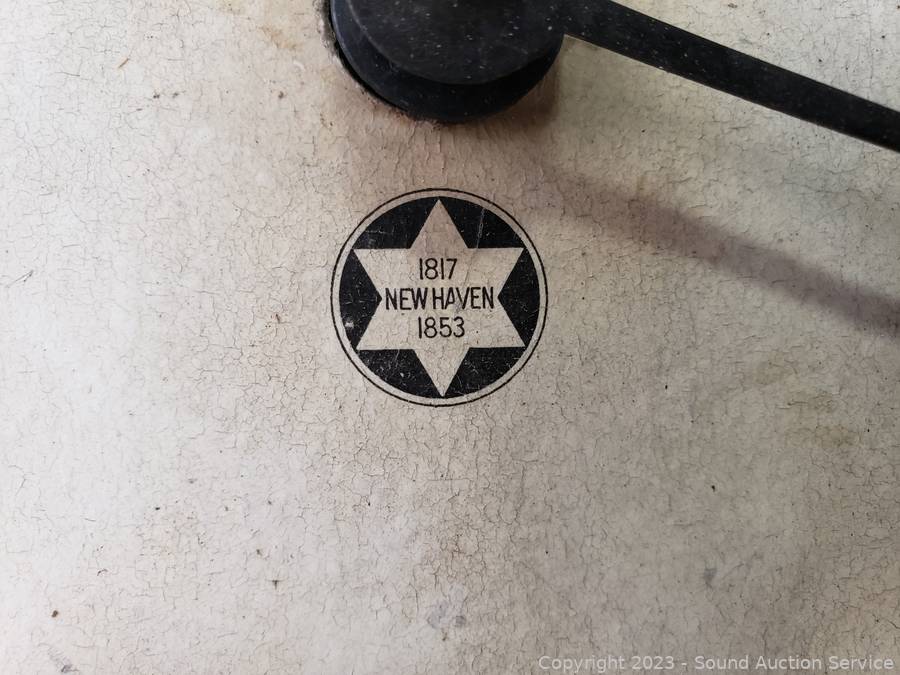 1817
NEW HAVEN
1853
Copyright 2023 - Sound Auction Service